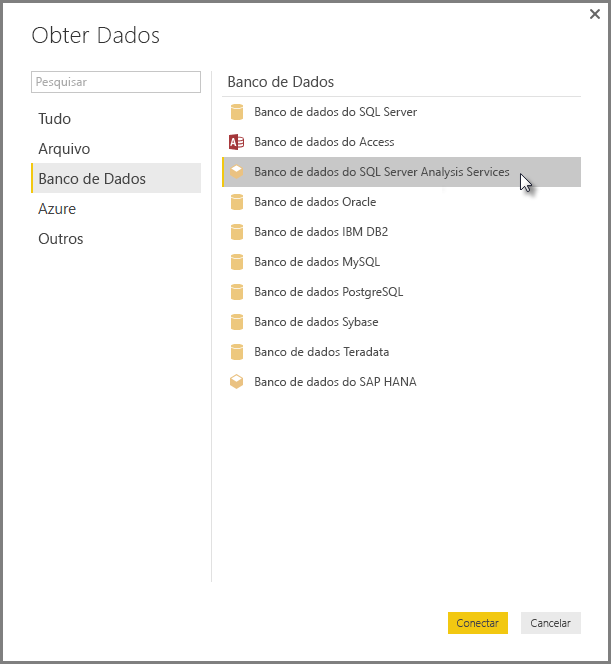 Obter Dados
Pesquisar
Tudo
Arquivo
Banco de Dados
Azure
Outros
Banco de Dados
Banco de dados do SQL Server
Banco de dados do Access
Banco de dados do SQL Server Analysis Services
Banco de dados Oracle
Banco de dados IBM DB2
Banco de dados MySQL
Banco de dados PostgreSQL
Banco de dados Sybase
Banco de dados Teradata
Banco de dados do SAP HANA
Conectar
Cancelar